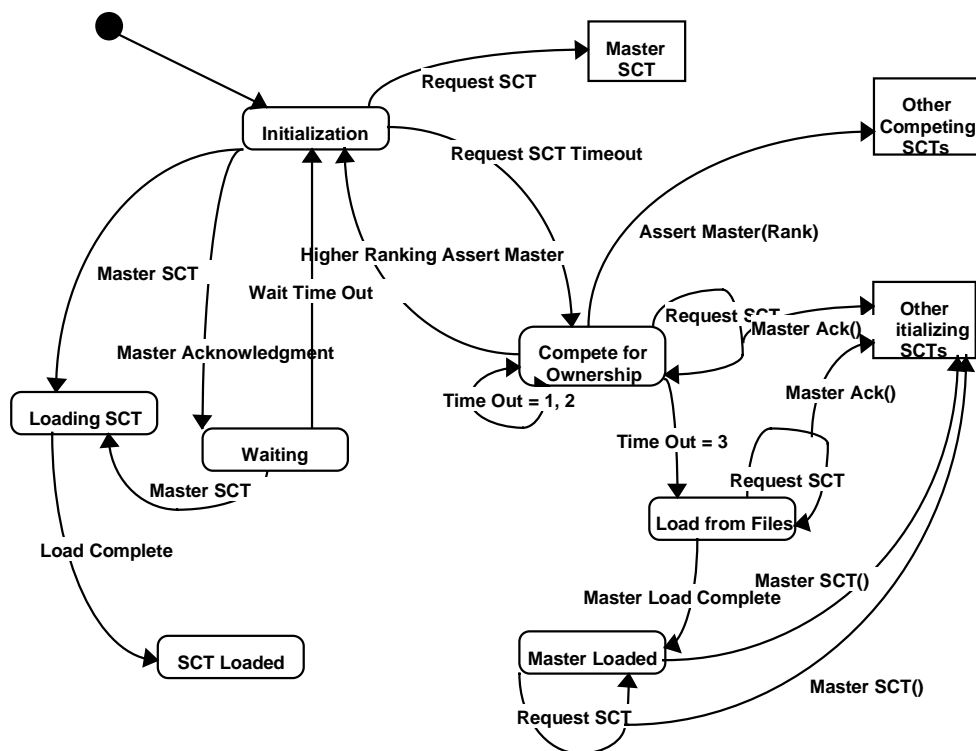 Master
SCT
Request SCT
Other
Competing
SCTs
Initialization
Request SCT Timeout
Assert Master(Rank)
Higher Ranking Assert Master
Master SCT
Wait Time Out
Request SCT
Other
itializing
SCTs
Master Ack()
Master Acknowledgment
Compete for
Ownership
Master Ack()
Time Out = 1, 2
Loading SCT
Time Out = 3
Waiting
Master SCT
Request SCT
Load from Files
Load Complete
Master SCT()
Master Load Complete
SCT Loaded
Master Loaded
Master SCT()
Request SCT